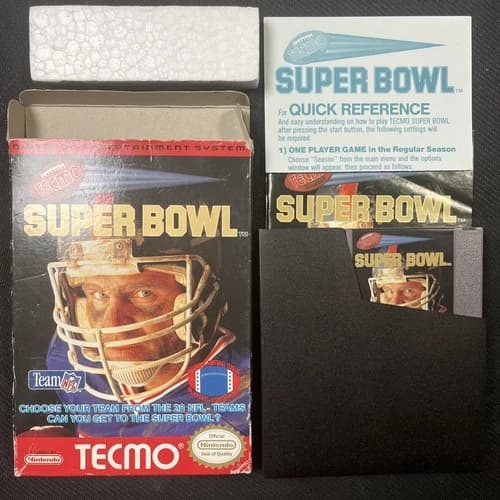 SUPER BOWL™
For QUICK REFERENCE
And easy understanding on how to play TECMO SUPER BOWL
after pressing the start button, the following settings will
be required.
1) ONE PLAYER GAME in the Regular Season
Choose "Season" from the main menu and the options
window will appear, then proceed as follows:
ENTERTAINMENT SYSTEM
TECMO
SUPER BOWL™
Team NFL
CHOOSE YOUR TEAM FROM THE 28 NFL - TEAMS
CAN YOU GET TO THE SUPER BOWL?
Nintendo
TECMO®
Official
Nintendo
Seal of Quality
TECMO
SUPER BOWL
SUPER BOWL